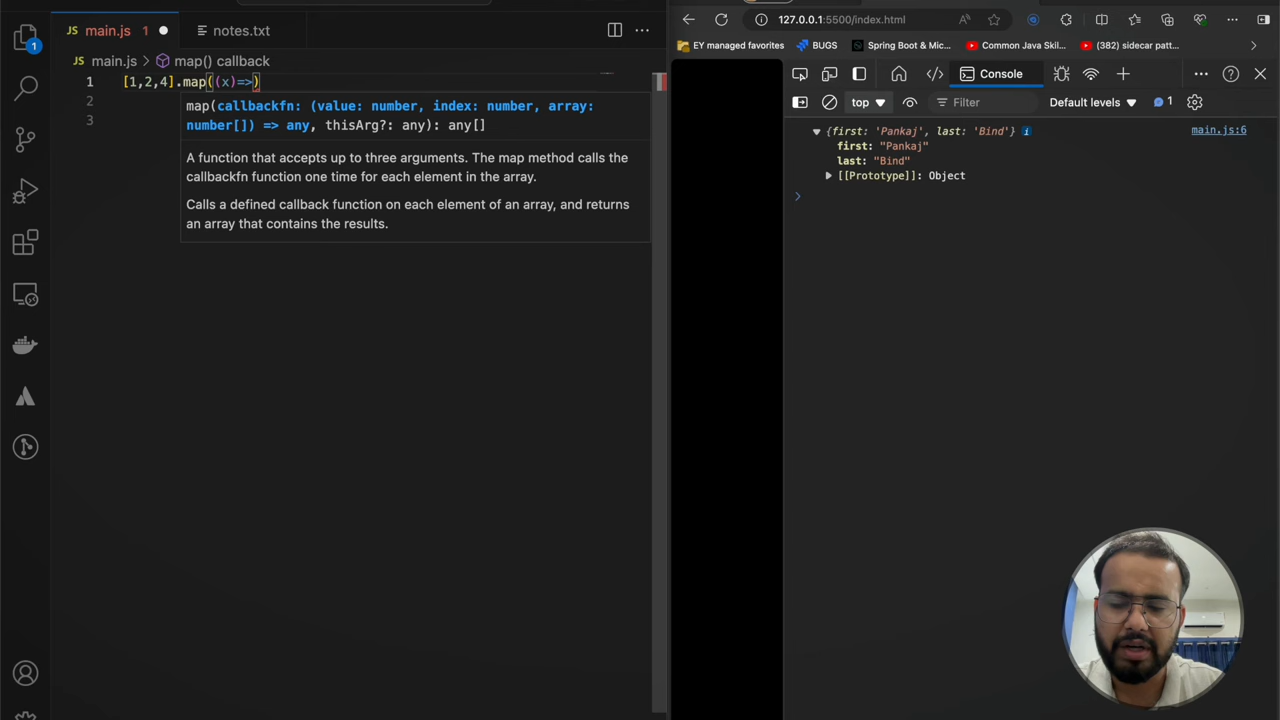 JS main.js 1
notes.txt
main.js > map() callback
1 [1,2,4].map((x)=>)
2
3
map(callbackfn: (value: number, index: number, array:
number[]) => any, thisArg?: any): any[]
A function that accepts up to three arguments. The map method calls the
callbackfn function one time for each element in the array.
Calls a defined callback function on each element of an array, and returns
an array that contains the results.
1
127.0.0.1:5500/index.html
EY managed favorites
BUGS
Spring Boot & Mic...
Common Java Skil...
(382) sidecar patt...
Console
top
Filter
Default levels
1
{first: 'Pankaj', last: 'Bind'}
main.js:6
first: "Pankaj"
last: "Bind"
[[Prototype]]: Object